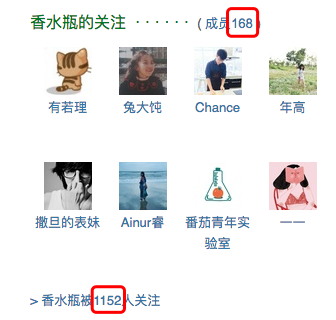 香水瓶的关注 · · · · · · ( 成员168 )
有若理 兔大饨 Chance 年高
撒旦的表妹 Ainur睿 番茄青年实验室 一一
> 香水瓶被1152人关注